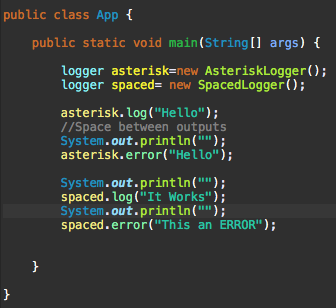 public class App {
public static void main(String[] args) {
logger asterisk=new AsteriskLogger();
logger spaced= new SpacedLogger();
asterisk.log("Hello");
//Space between outputs
System.out.println("");
asterisk.error("Hello");
System.out.println("");
spaced.log("It Works");
System.out.println("");
spaced.error("This an ERROR");
}
}